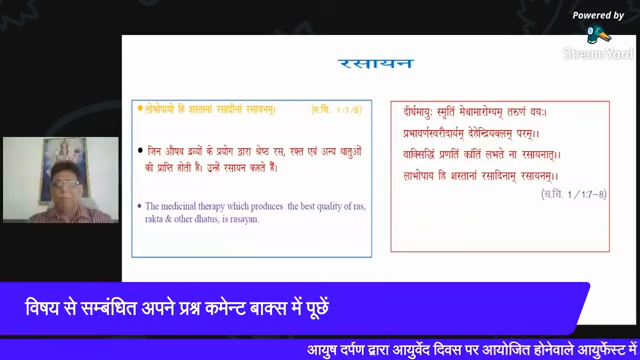 Powered by
StreamYard
रसायन
लाभोपायो हि शस्तानां रसादीनां रसायनम्। (च.चि. 1/1/8)
जिन औषध द्रव्यों के प्रयोग द्वारा श्रेष्ठ रस, रक्त एवं अन्य धातुओं
की प्राप्ति होती है। उन्हें रसायन कहते हैं।
The medicinal therapy which produces the best quality of ras,
rakta & other dhatus, is rasayan.
दीर्घमायुः स्मृतिं मेधामारोग्यम् तरुणं वयः।
प्रभावर्णस्वरौदार्यम् देहेन्द्रियबलम् परम्।।
वाक्सिद्धिं प्रणतिं कांतिं लभते ना रसायनात्।।
लाभोपाय हि शस्तानां रसादिनाम् रसायनम्।।
(च.चि. 1/1:7-8)
विषय से सम्बंधित अपने प्रश्न कमेन्ट बाक्स में पूछें
आयुष दर्पण द्वारा आयुर्वेद दिवस पर आयोजित होनेवाले आयुर्फेस्ट में